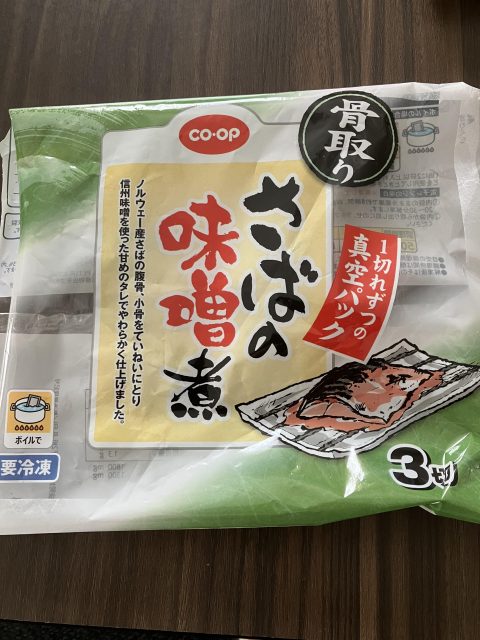 CO·OP
骨取り
さばの
味噌煮
1切れずつの
真空パック
ノルウェー産さばの腹骨・小骨をていねいにとり
信州味噌を使った甘めのタレでやわらかく仕上げました。
ボイルで
要冷凍
3切